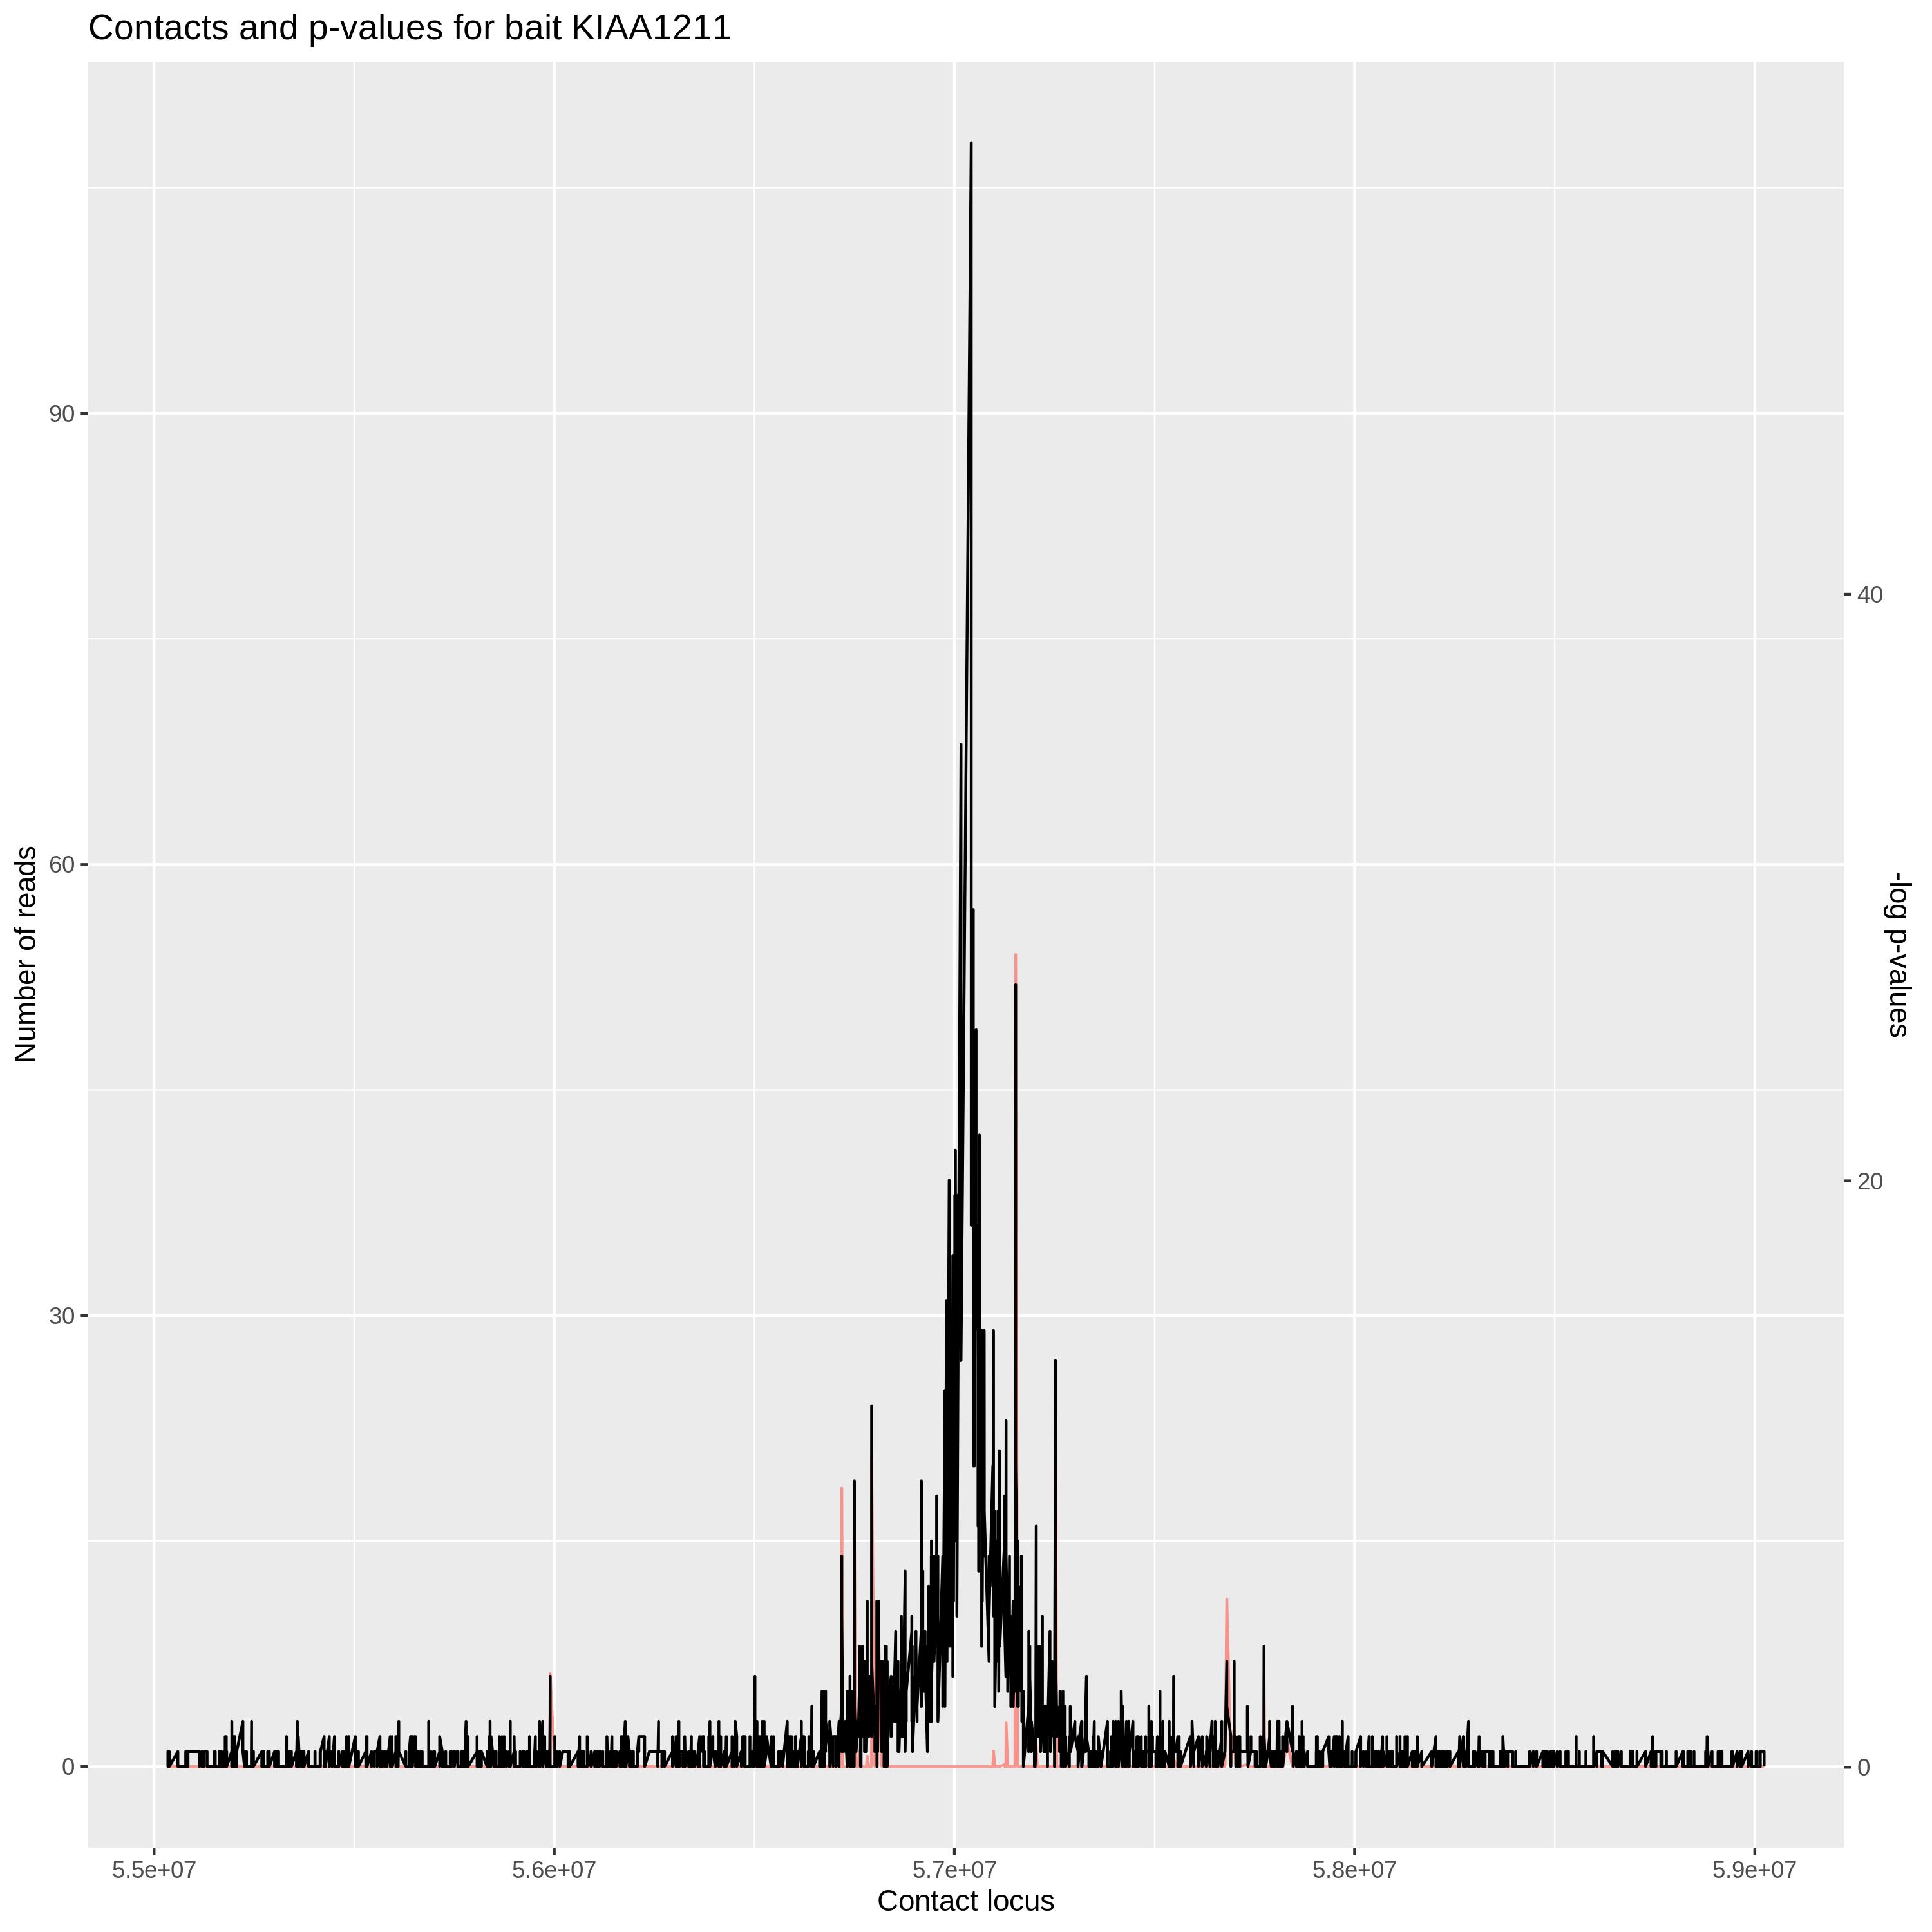 Contacts and p-values for bait KIAA1211
90
60
30
0
Number of reads
40
20
0
-log p-values
5.5e+07
5.6e+07
5.7e+07
5.8e+07
5.9e+07
Contact locus